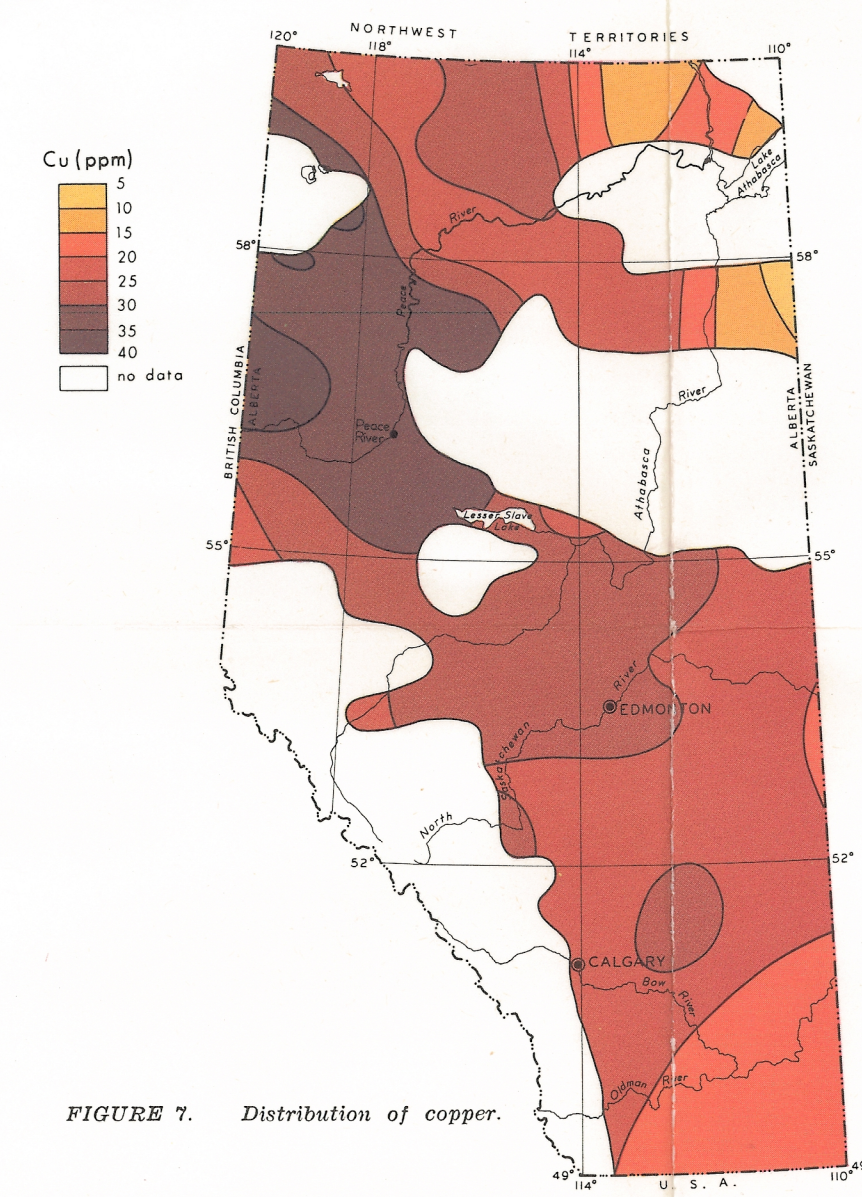 NORTHWEST TERRITORIES
120° 118° 114° 110°
Cu (ppm)
5
10
15
20
25
30
35
40
no data
Lake
Athabasca
River
58° 58°
Peace
BRITISH COLUMBIA
ALBERTA
ALBERTA
SASKATCHEWAN
Peace
River
River
Athabasca
Lesser Slave
Lake
55° 55°
River
EDMONTON
Saskatchewan
North
52° 52°
CALGARY
Bow
River
Oldman River
FIGURE 7. Distribution of copper.
49° 49°
114° U. S. A. 110°